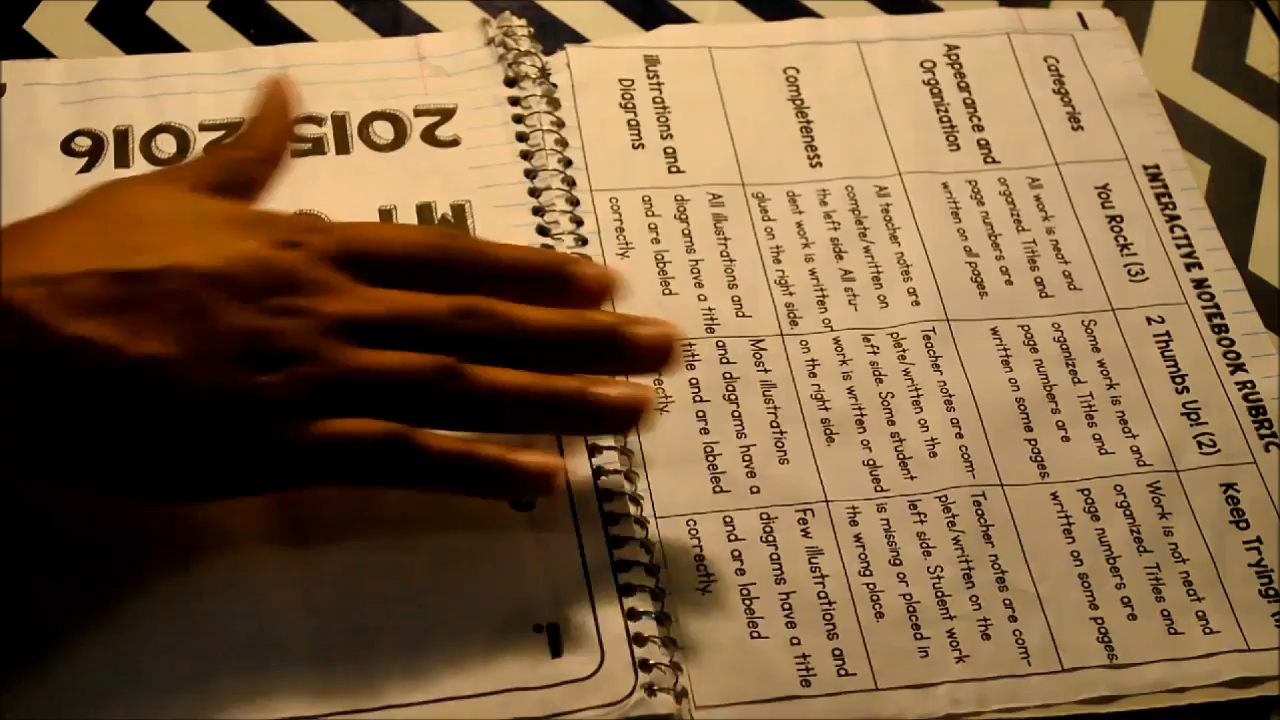 INTERACTIVE NOTEBOOK RUBRIC
Categories
You Rock! (3)
2 Thumbs Up! (2)
Keep Trying!
Appearance and
Organization
All work is neat and
organized. Titles and
page numbers are
written on all pages.
Some work is neat and
organized. Titles and
page numbers are
written on some pages.
Work is not neat and
organized. Titles and
page numbers are
written on some pages.
Completeness
All teacher notes are
complete/written on
the left side. All stu-
dent work is written or
glued on the right side.
Teacher notes are com-
plete/written on the
left side. Some student
work is written or glued
on the right side.
Teacher notes are com-
plete/written on the
left side. Student work
is missing or placed in
the wrong place.
Illustrations and
Diagrams
All illustrations and
diagrams have a title
and are labeled
correctly.
Most illustrations
and diagrams have a
title and are labeled
Few illustrations and
diagrams have a title
and are labeled
correctly.
2015-2016